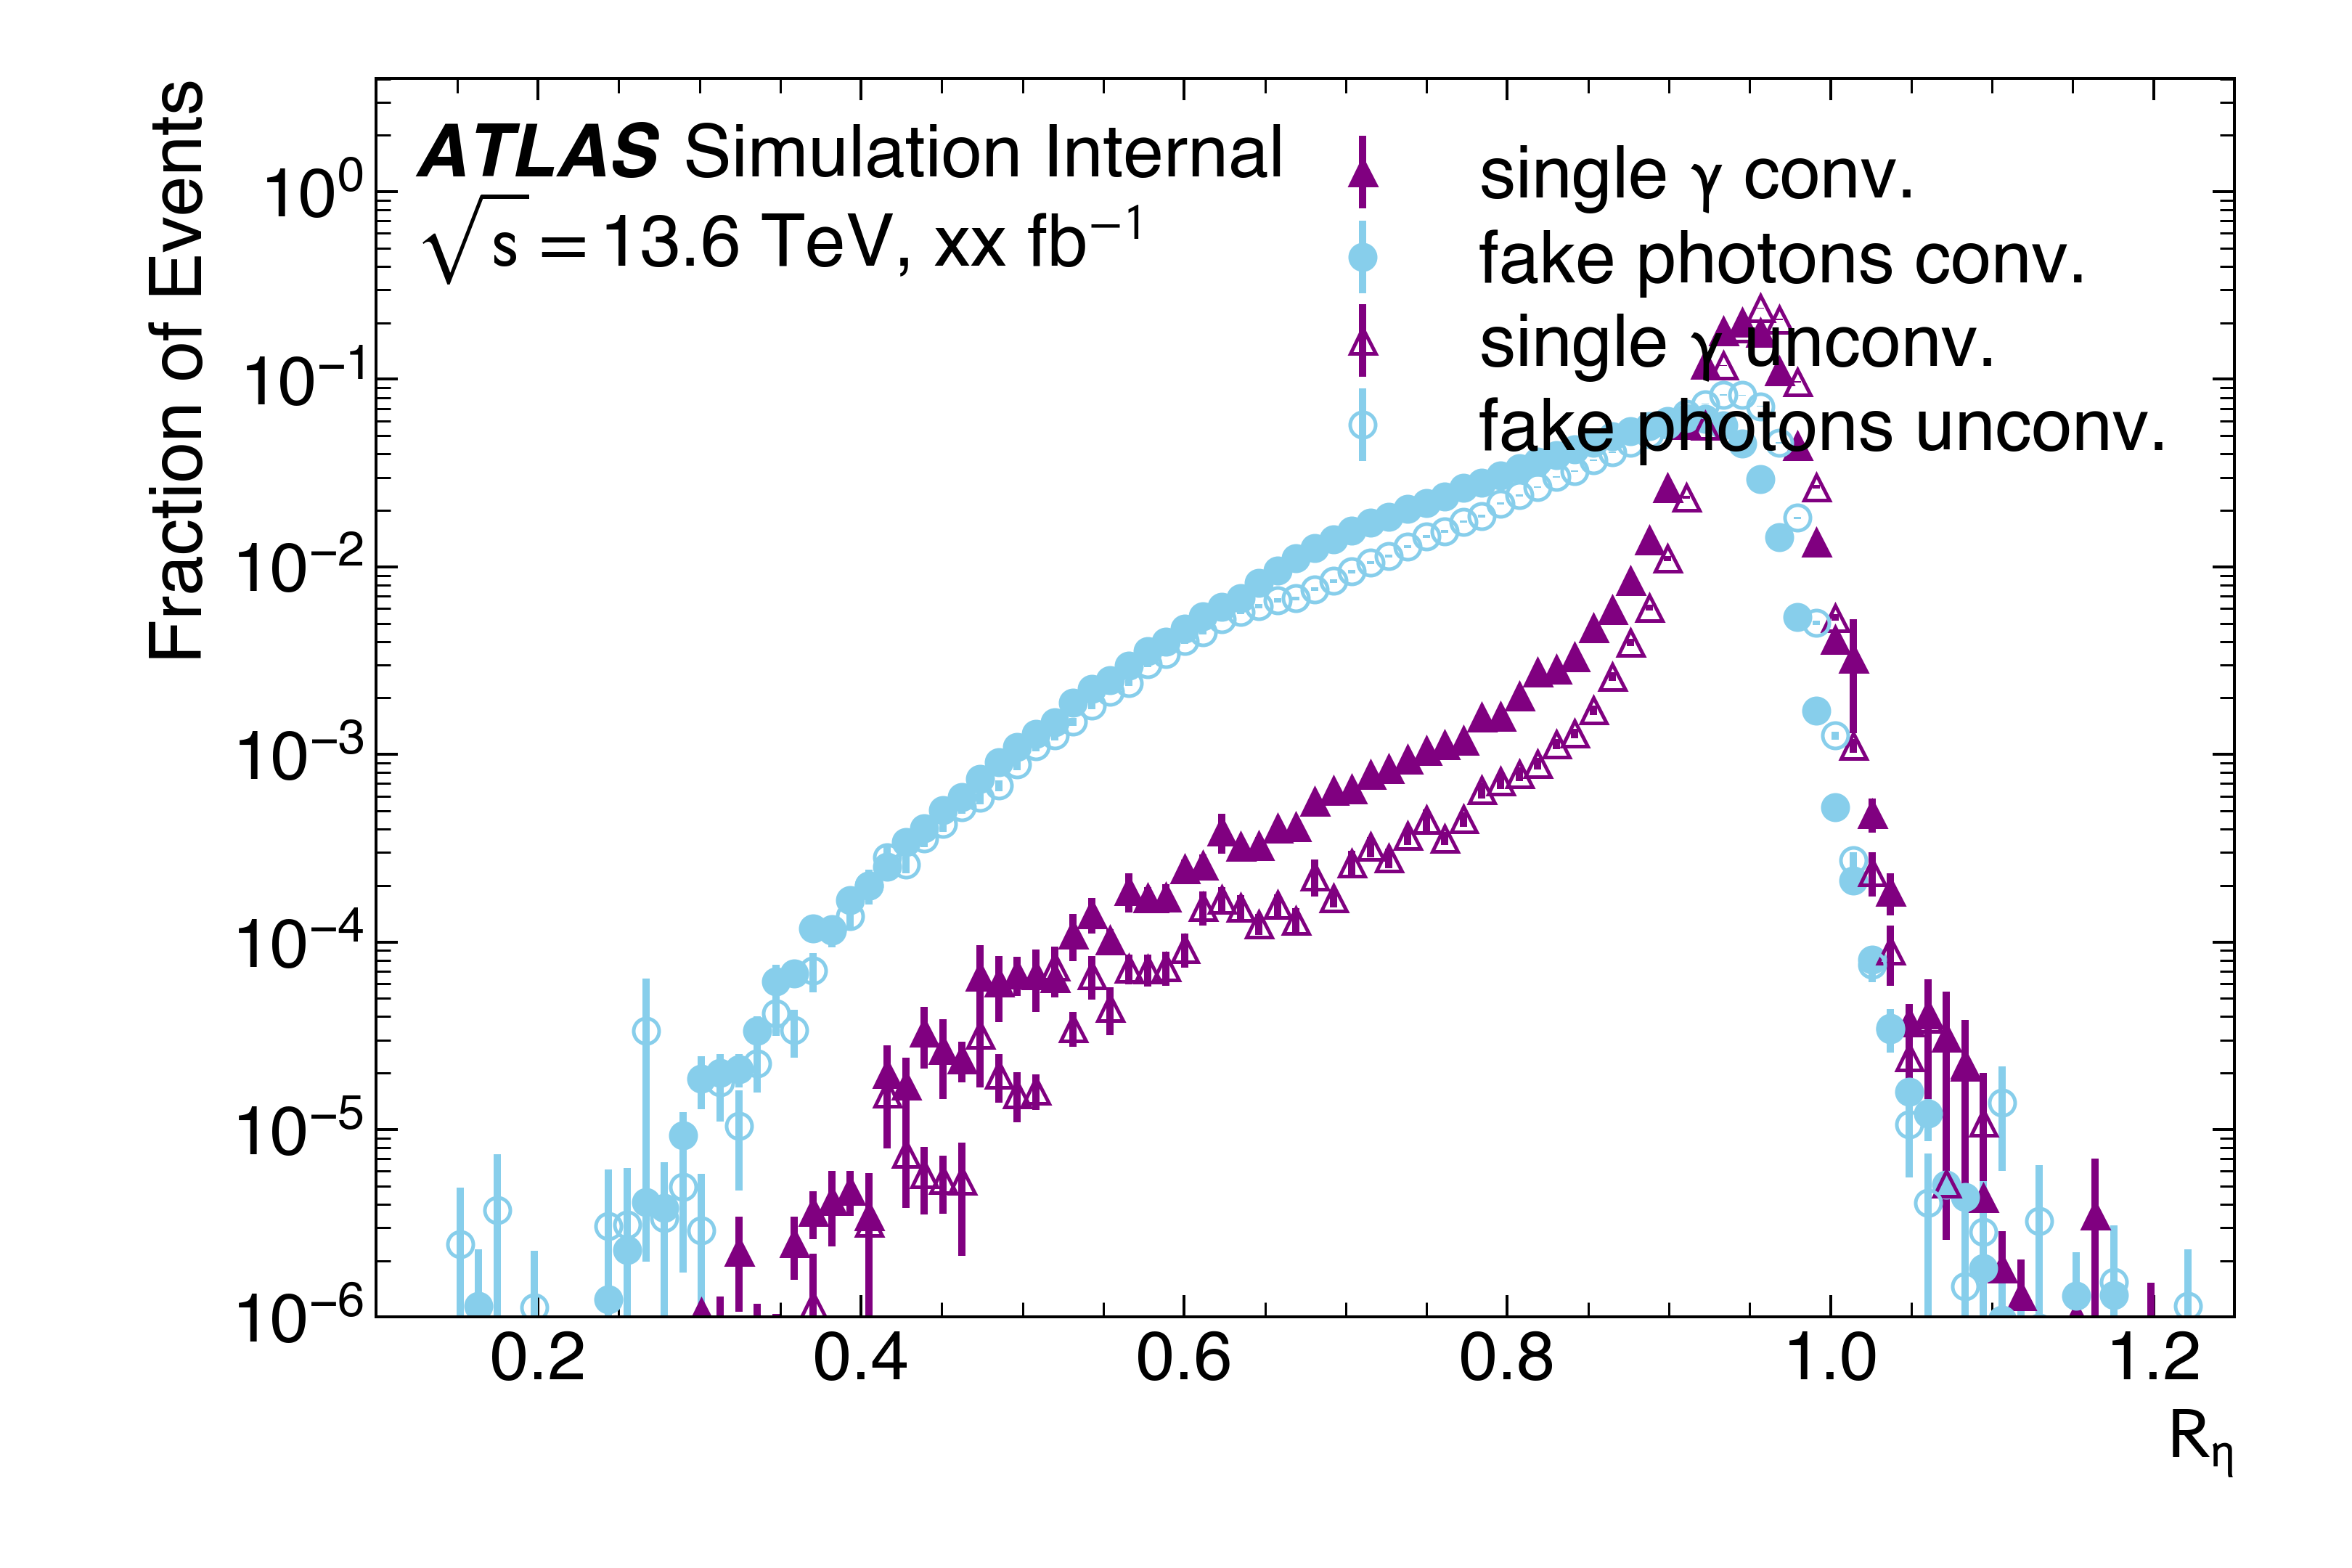 Fraction of Events
ATLAS Simulation Internal
√s = 13.6 TeV, xx fb⁻¹
single γ conv.
fake photons conv.
single γ unconv.
fake photons unconv.
10⁰
10⁻¹
10⁻²
10⁻³
10⁻⁴
10⁻⁵
10⁻⁶
0.2 0.4 0.6 0.8 1.0 1.2
Rη